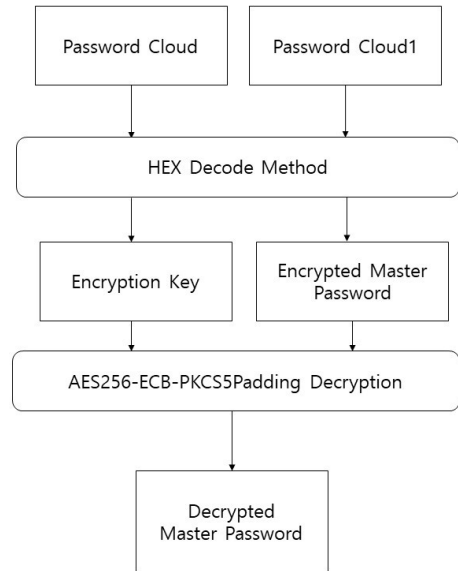 Password Cloud
Password Cloud1
HEX Decode Method
Encryption Key
Encrypted Master
Password
AES256-ECB-PKCS5Padding Decryption
Decrypted
Master Password